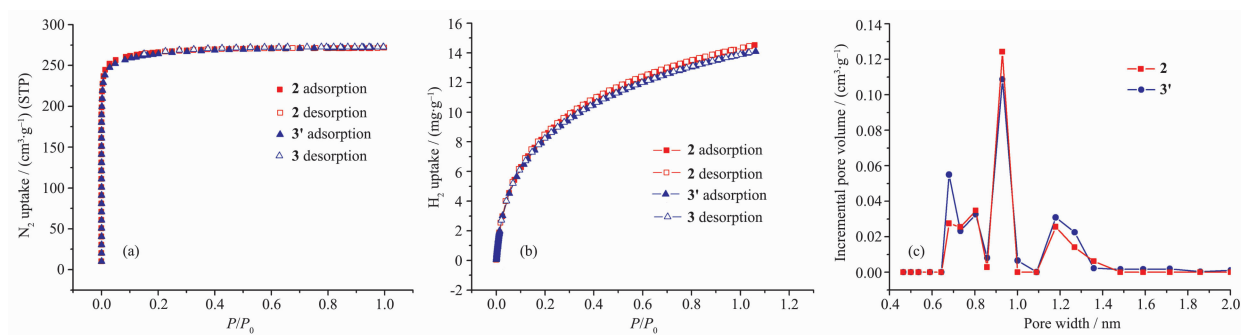 N₂ uptake / (cm³·g⁻¹) (STP)
300
250
200
150
100
50
0
2 adsorption
2 desorption
3' adsorption
3 desorption
(a)
0.0 0.2 0.4 0.6 0.8 1.0
P/P₀
H₂ uptake / (mg·g⁻¹)
16
14
12
10
8
6
4
2
0
-2
2 adsorption
2 desorption
3' adsorption
3 desorption
(b)
0.0 0.2 0.4 0.6 0.8 1.0 1.2
P/P₀
Incremental pore volume / (cm³·g⁻¹)
0.12
0.10
0.08
0.06
0.04
0.02
0.00
2
3'
(c)
0.6 0.8 1.0 1.2 1.4 1.6 1.8 2.0
Pore width / nm